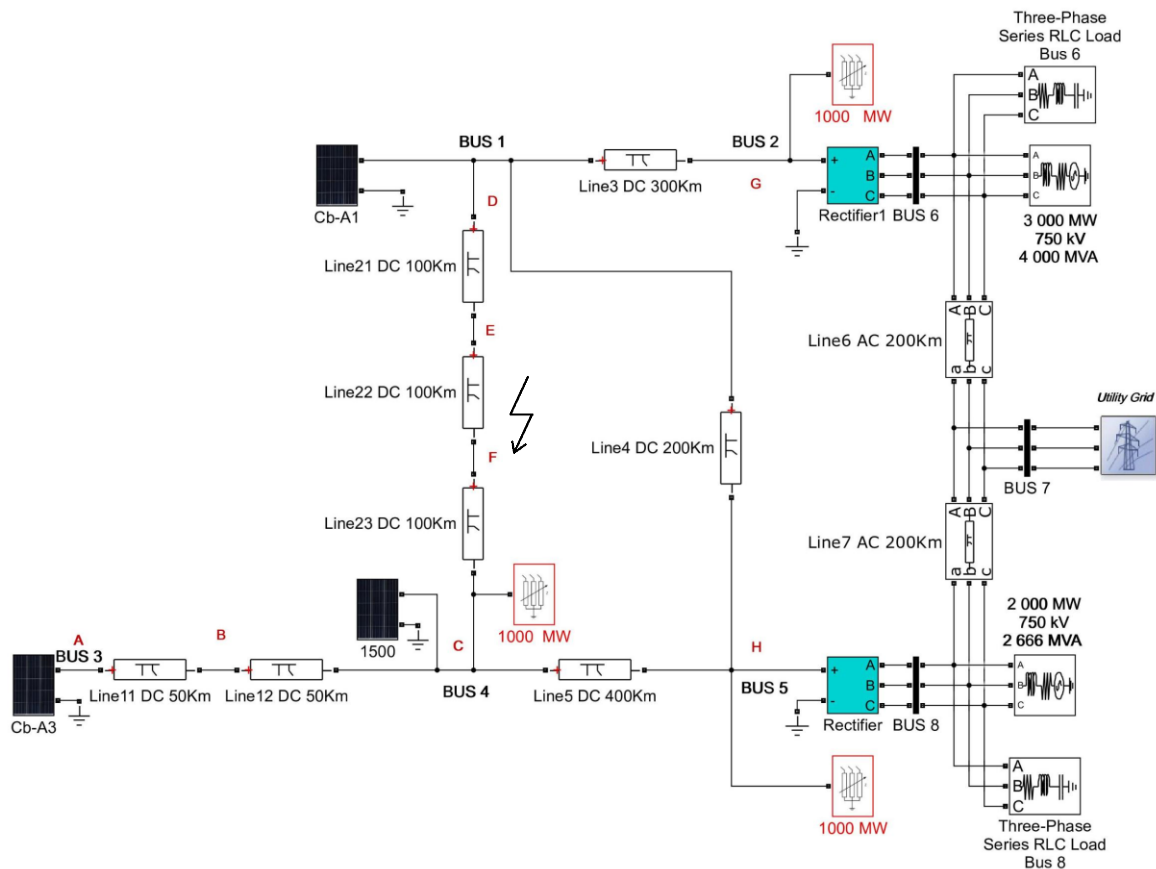 Three-Phase
Series RLC Load
Bus 6
A
B
C
1000 MW
BUS 1
BUS 2
Cb-A1
Line3 DC 300Km
G
+
-
A
B
C
Rectifier1
BUS 6
A
B
C
3 000 MW
750 kV
4 000 MVA
D
Line21 DC 100Km
E
Line22 DC 100Km
F
Line23 DC 100Km
Line4 DC 200Km
A B C
Line6 AC 200Km
a b c
Utility Grid
BUS 7
A B C
Line7 AC 200Km
a b c
1500
1000 MW
A
BUS 3
B
C
Cb-A3
Line11 DC 50Km
Line12 DC 50Km
BUS 4
Line5 DC 400Km
H
BUS 5
+
-
A
B
C
Rectifier
BUS 8
2 000 MW
750 kV
2 666 MVA
A
B
C
1000 MW
A
B
C
Three-Phase
Series RLC Load
Bus 8